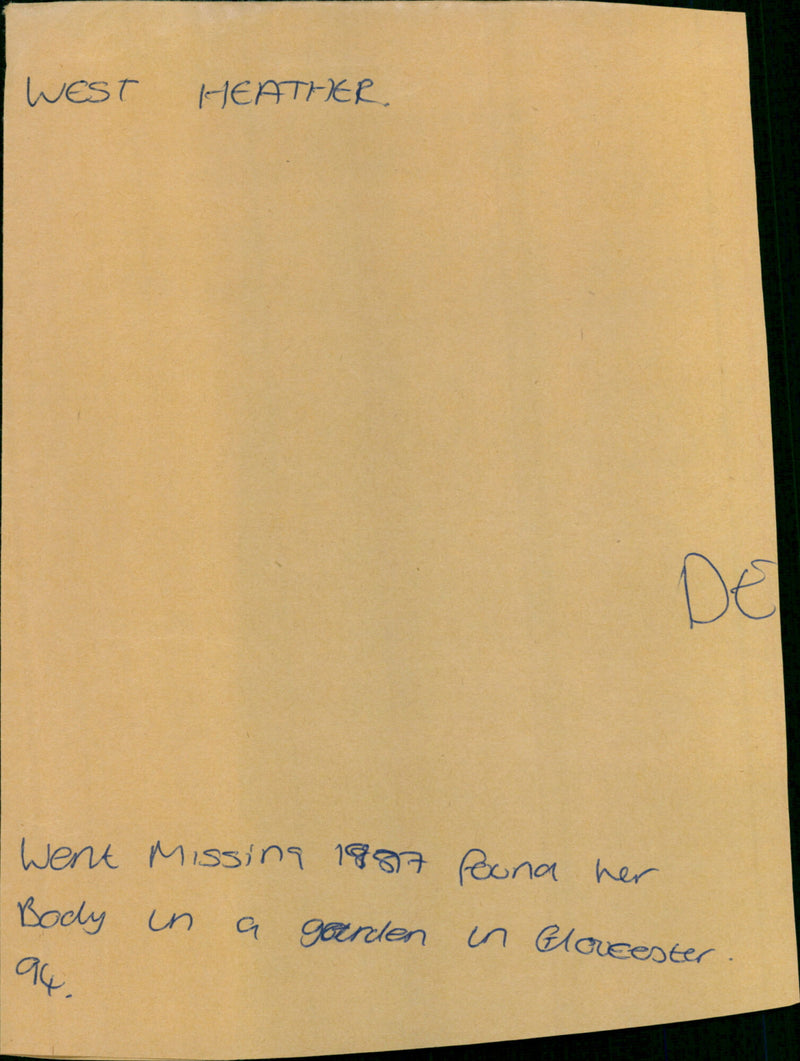 WEST HEATHER.
DE
Went Missing 1987 found her
Body in a garden in Gloucester.
94.